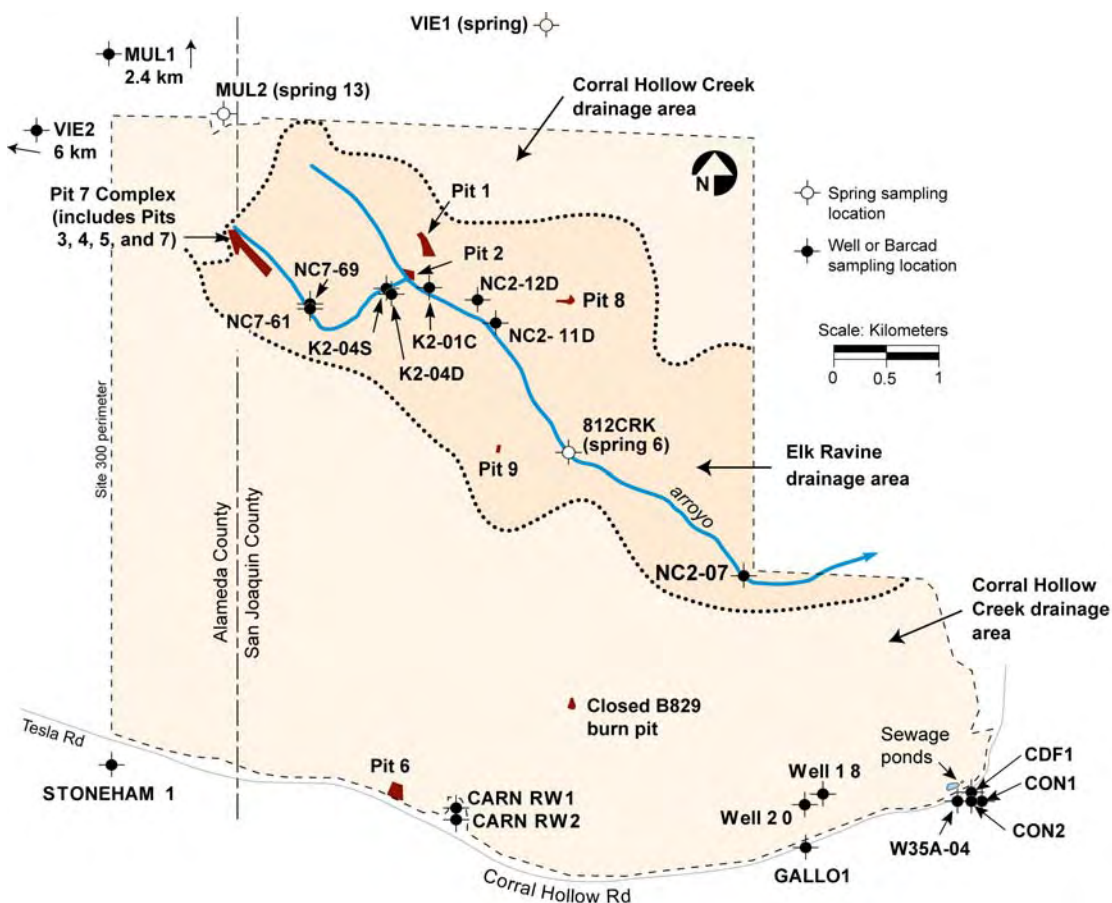 VIE1 (spring)
MUL1
2.4 km
MUL2 (spring 13)
Corral Hollow Creek
drainage area
VIE2
6 km
N
Pit 7 Complex
(includes Pits
3, 4, 5, and 7)
Pit 1
Pit 2
Spring sampling
location
Well or Barcad
sampling location
NC7-69
NC2-12D
Pit 8
NC7-61
K2-04S
K2-01C
NC2- 11D
K2-04D
Scale: Kilometers
0 0.5 1
Site 300 perimeter
812CRK
(spring 6)
Pit 9
Elk Ravine
drainage area
arroyo
Alameda County
San Joaquin County
NC2-07
Corral Hollow
Creek drainage
area
Closed B829
burn pit
Tesla Rd
STONEHAM 1
Pit 6
CARN RW1
CARN RW2
Well 18
Well 20
Sewage
ponds
CDF1
CON1
CON2
W35A-04
GALLO1
Corral Hollow Rd